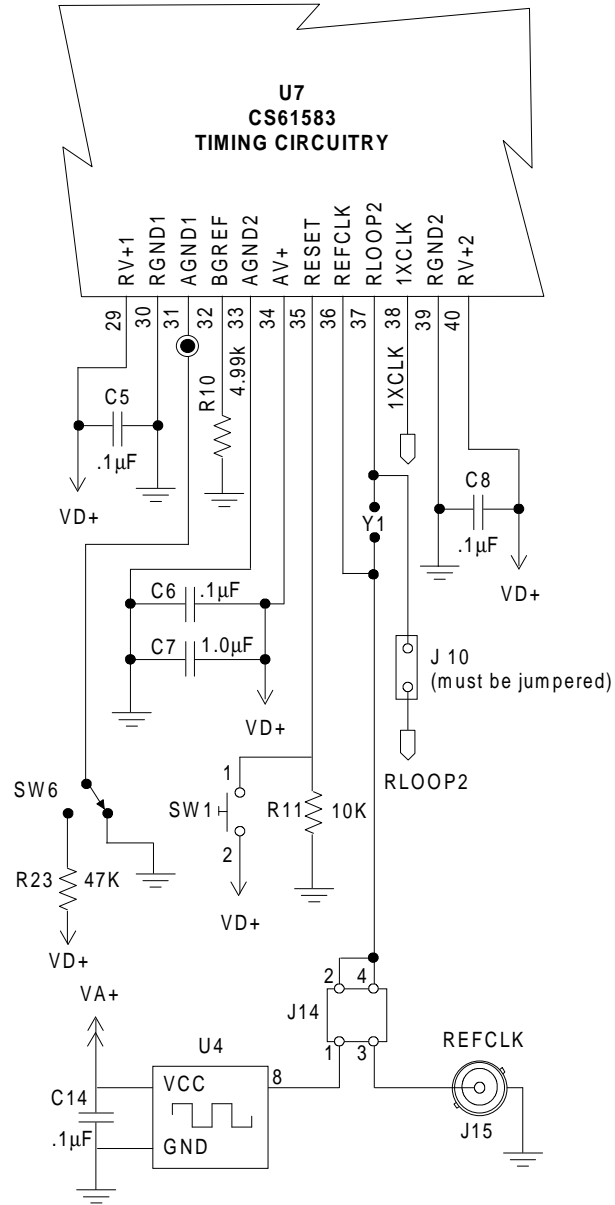 U7
CS61583
TIMING CIRCUITRY
RV+1
RGND1
AGND1
BGREF
AGND2
AV+
RESET
REFCLK
RLOOP2
1XCLK
RGND2
RV+2
29
30
31
32
33
34
35
36
37
38
39
40
C5
.1µF
VD+
R10
4.99k
1XCLK
Y1
C8
.1µF
VD+
C6
.1µF
C7
1.0µF
VD+
J10
(must be jumpered)
RLOOP2
SW6
R23
47K
VD+
1
SW1
2
VD+
R11
10K
VA+
C14
.1µF
U4
VCC
GND
8
2
4
J14
1
3
REFCLK
J15